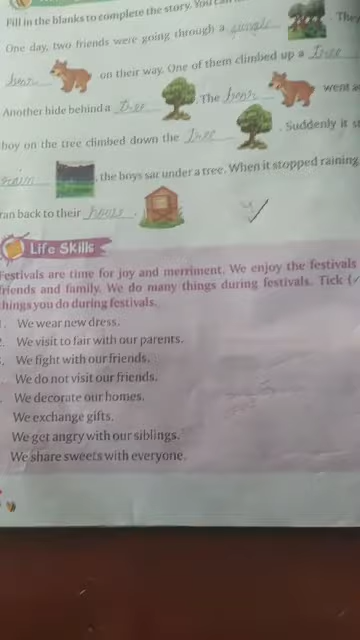 Fill in the blanks to complete the story. You can
One day, two friends were going through a jungle . They
bear on their way. One of them climbed up a Tree
Another hide behind a Tree . The bear went a
boy on the tree climbed down the Tree . Suddenly it st
rain , the boys sat under a tree. When it stopped raining
ran back to their house .
Life Skills
Festivals are time for joy and merriment. We enjoy the festivals
friends and family. We do many things during festivals. Tick (✓
things you do during festivals.
1. We wear new dress.
2. We visit to fair with our parents.
. We fight with our friends.
We do not visit our friends.
. We decorate our homes.
We exchange gifts.
We get angry with our siblings.
We share sweets with everyone.